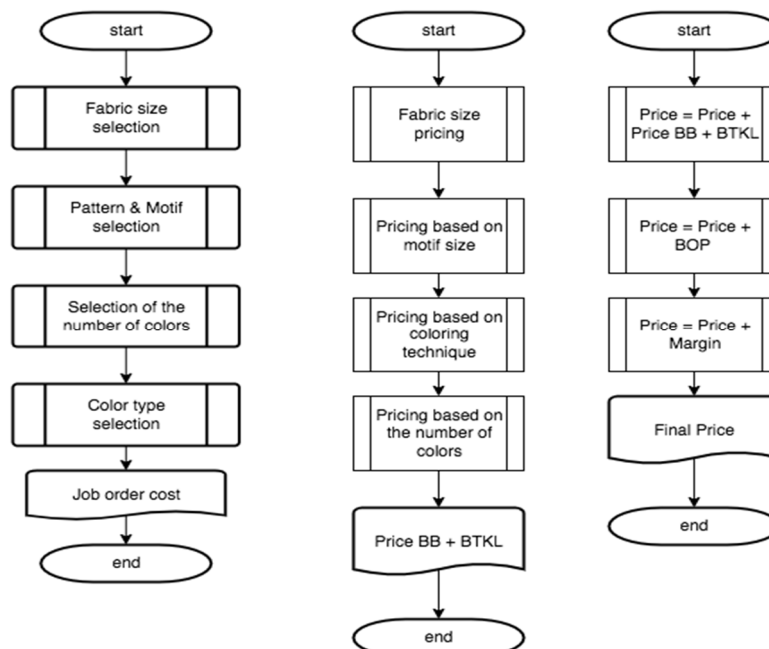 start
Fabric size
selection
Pattern & Motif
selection
Selection of the
number of colors
Color type
selection
Job order cost
end
start
Fabric size
pricing
Pricing based on
motif size
Pricing based on
coloring
technique
Pricing based on
the number of
colors
Price BB + BTKL
end
start
Price = Price +
Price BB + BTKL
Price = Price +
BOP
Price = Price +
Margin
Final Price
end